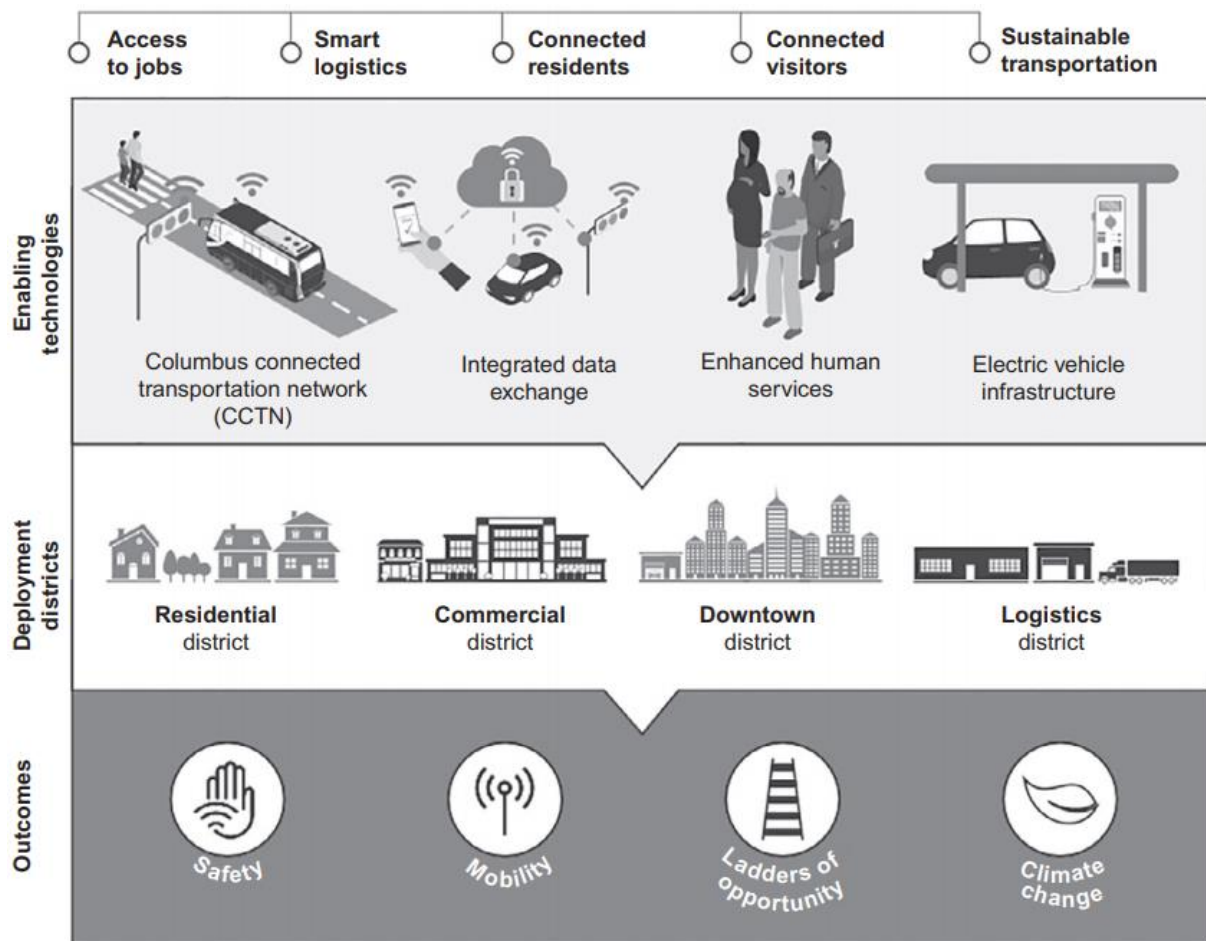 Access
to jobs
Smart
logistics
Connected
residents
Connected
visitors
Sustainable
transportation
Enabling
technologies
Columbus connected
transportation network
(CCTN)
Integrated data
exchange
Enhanced human
services
Electric vehicle
infrastructure
Deployment
districts
Residential
district
Commercial
district
Downtown
district
Logistics
district
Outcomes
Safety
Mobility
Ladders of
opportunity
Climate
change